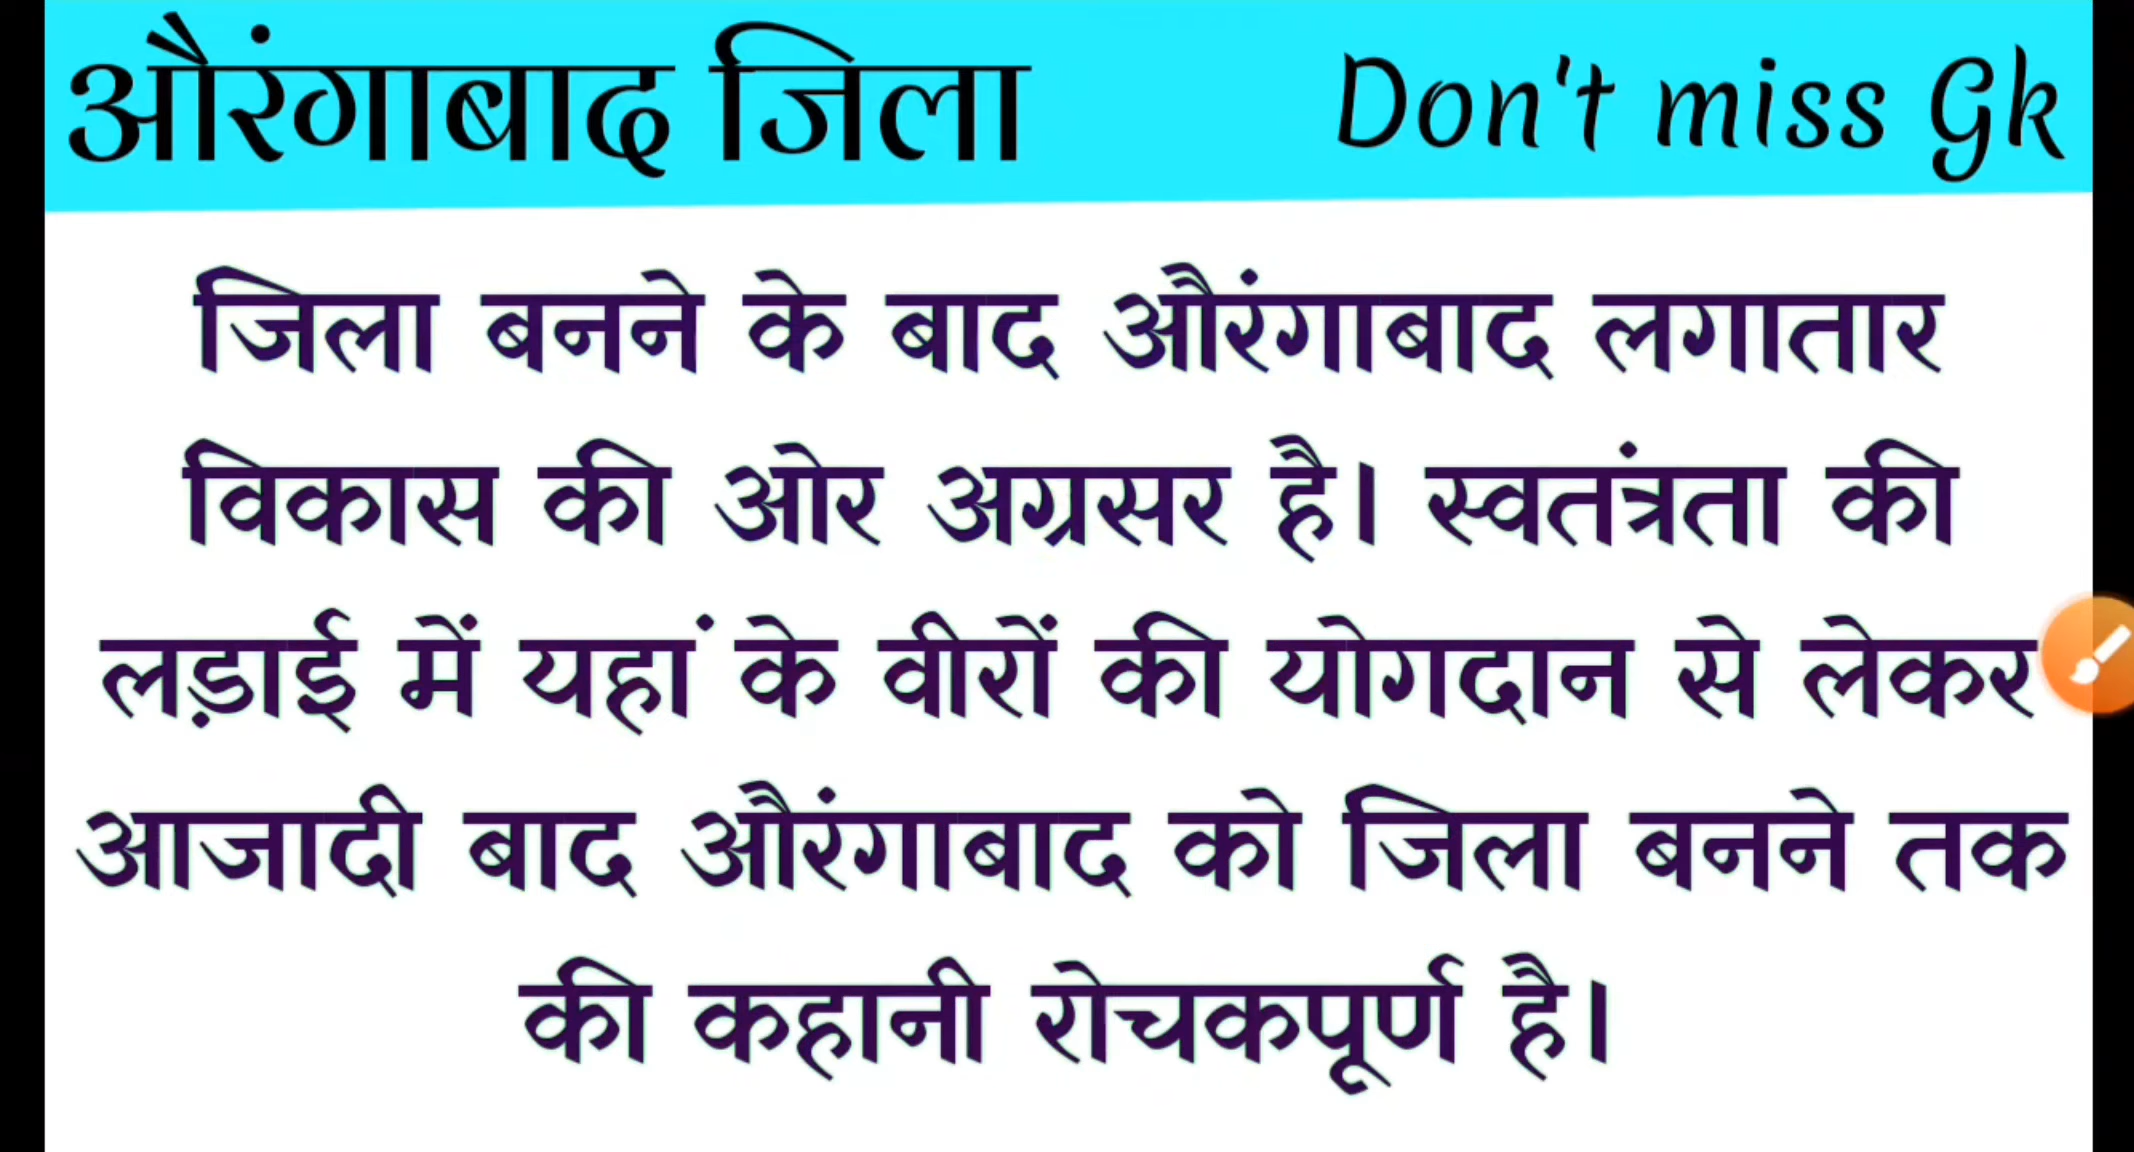 औरंगाबाद जिला Don't miss Gk
जिला बनने के बाद औरंगाबाद लगातार
विकास की ओर अग्रसर है। स्वतंत्रता की
लड़ाई में यहां के वीरों की योगदान से लेकर
आजादी बाद औरंगाबाद को जिला बनने तक
की कहानी रोचकपूर्ण है।